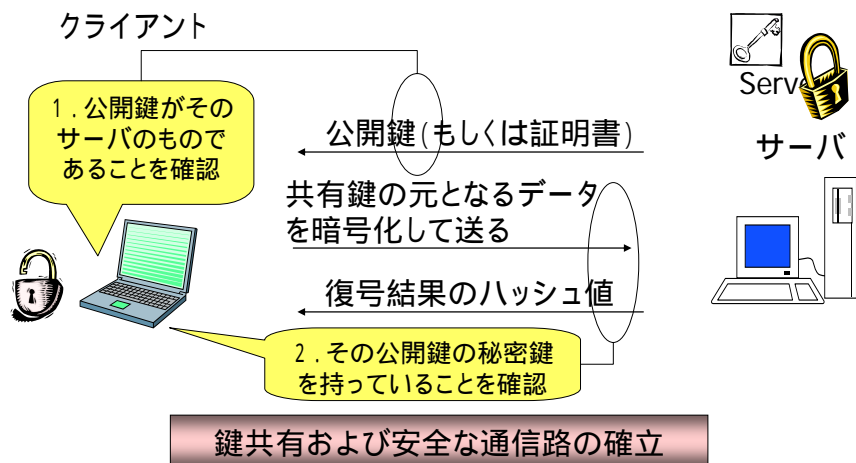 クライアント
Serve
サーバ
1．公開鍵がその
サーバのもので
あることを確認
公開鍵(もしくは証明書)
共有鍵の元となるデータ
を暗号化して送る
復号結果のハッシュ値
2．その公開鍵の秘密鍵
を持っていることを確認
鍵共有および安全な通信路の確立